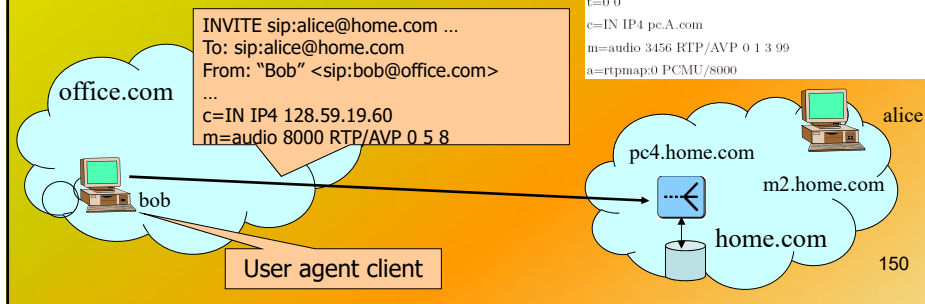 t=0 0
c=IN IP4 pc.A.com
m=audio 3456 RTP/AVP 0 1 3 99
a=rtpmap:0 PCMU/8000
INVITE sip:alice@home.com ...
To: sip:alice@home.com
From: “Bob” <sip:bob@office.com>
...
c=IN IP4 128.59.19.60
m=audio 8000 RTP/AVP 0 5 8
office.com
bob
User agent client
alice
pc4.home.com
m2.home.com
home.com
150